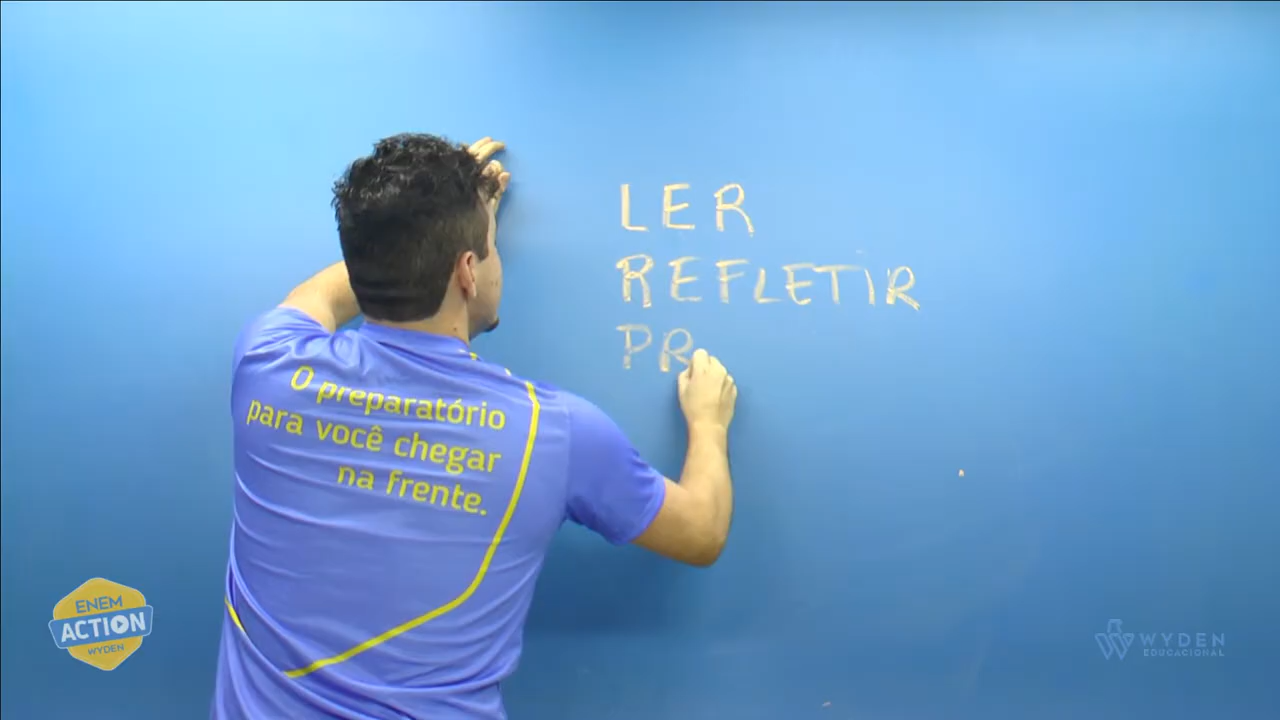 LER
REFLETIR
PR
O preparatório
para você chegar
na frente.
ENEM
ACTION
WYDEN
WYDEN
EDUCACIONAL